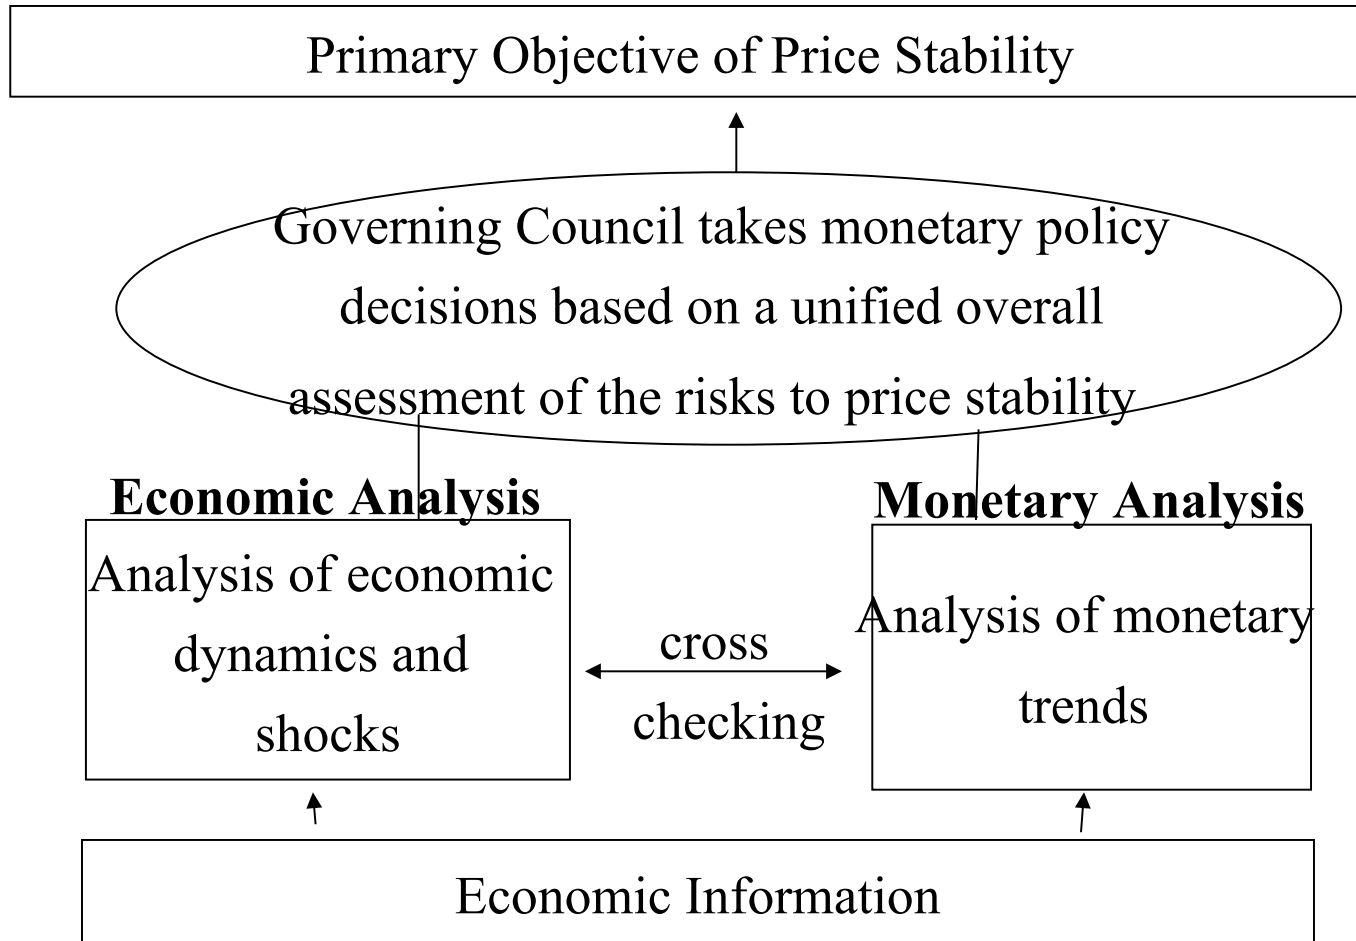 Primary Objective of Price Stability
Governing Council takes monetary policy
decisions based on a unified overall
assessment of the risks to price stability
Economic Analysis
Analysis of economic
dynamics and
shocks
cross
checking
Monetary Analysis
Analysis of monetary
trends
Economic Information